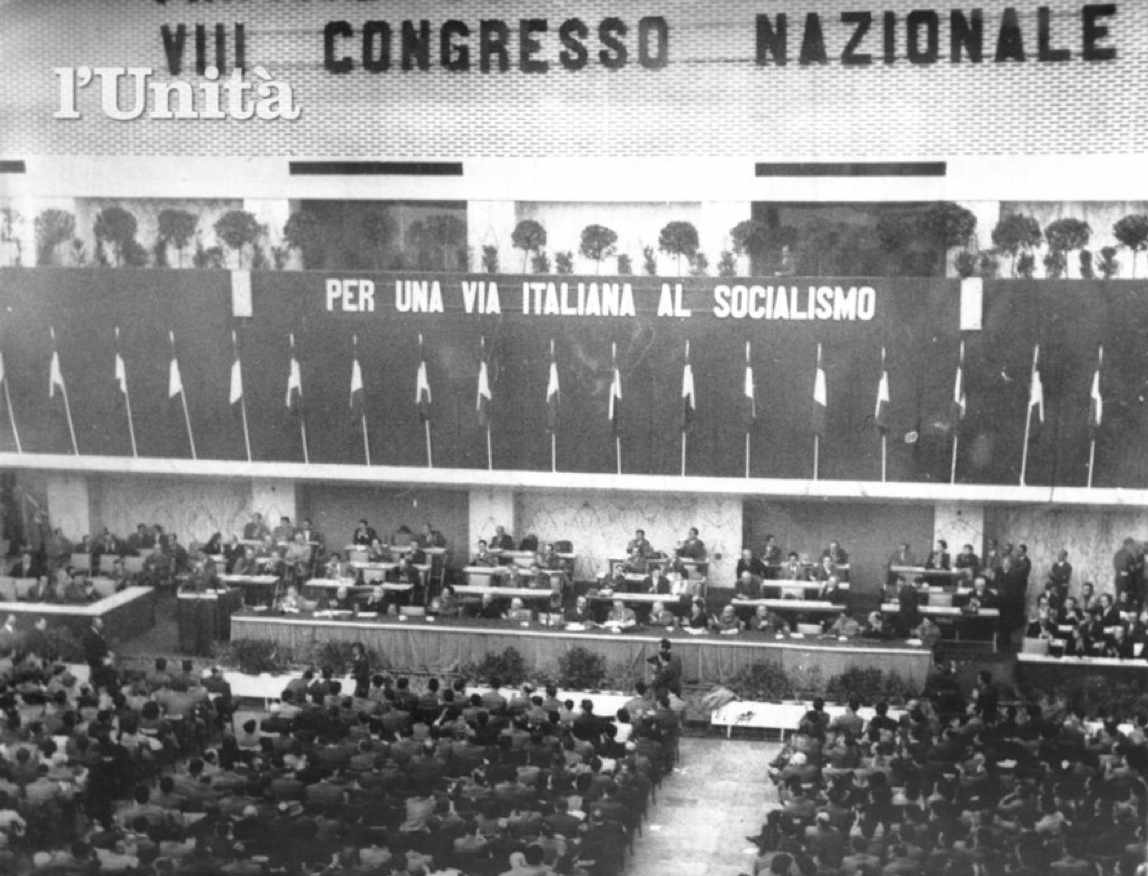 VIII CONGRESSO NAZIONALE
l'Unità
PER UNA VIA ITALIANA AL SOCIALISMO